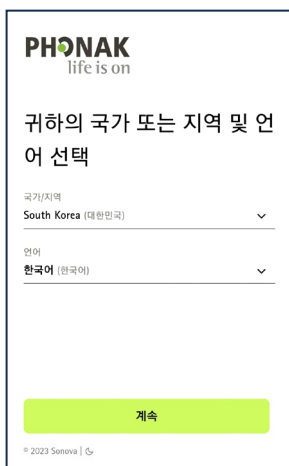 PHONAK
life is on
귀하의 국가 또는 지역 및 언
어 선택
국가/지역
South Korea (대한민국)
언어
한국어 (한국어)
계속
© 2023 Sonova |